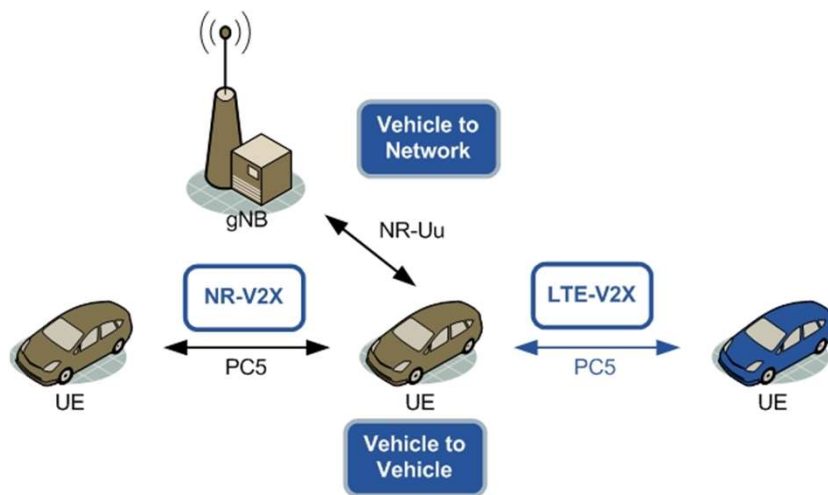 Vehicle to
Network
gNB
NR-Uu
NR-V2X
LTE-V2X
PC5
PC5
UE
UE
UE
Vehicle to
Vehicle